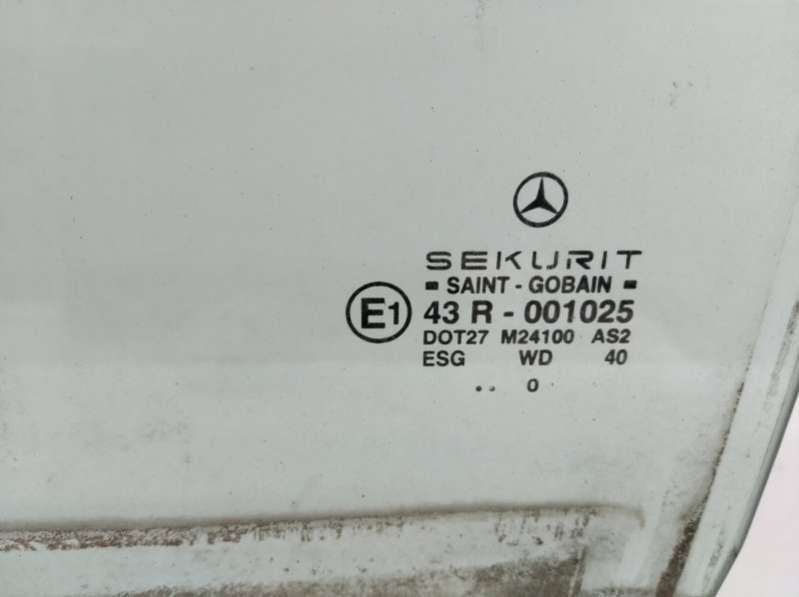 SEKURIT
SAINT - GOBAIN
E1 43 R - 001025
DOT27 M24100 AS2
ESG WD 40
.. 0